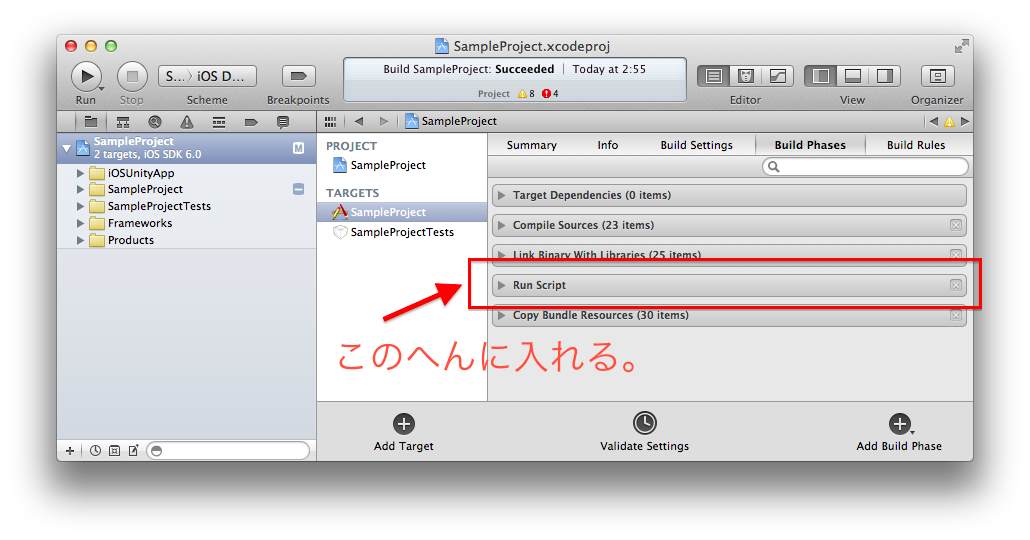 SampleProject.xcodeproj
Build SampleProject: Succeeded | Today at 2:55
Project 8 4
S... iOS D...
Run Stop Scheme Breakpoints Editor View Organizer
SampleProject
SampleProject
2 targets, iOS SDK 6.0
M
iOSUnityApp
SampleProject
SampleProjectTests
Frameworks
Products
PROJECT
SampleProject
TARGETS
SampleProject
SampleProjectTests
Summary Info Build Settings Build Phases Build Rules
Target Dependencies (0 items)
Compile Sources (23 items)
Link Binary With Libraries (25 items)
Run Script
Copy Bundle Resources (30 items)
このへんに入れる。
Add Target Validate Settings Add Build Phase